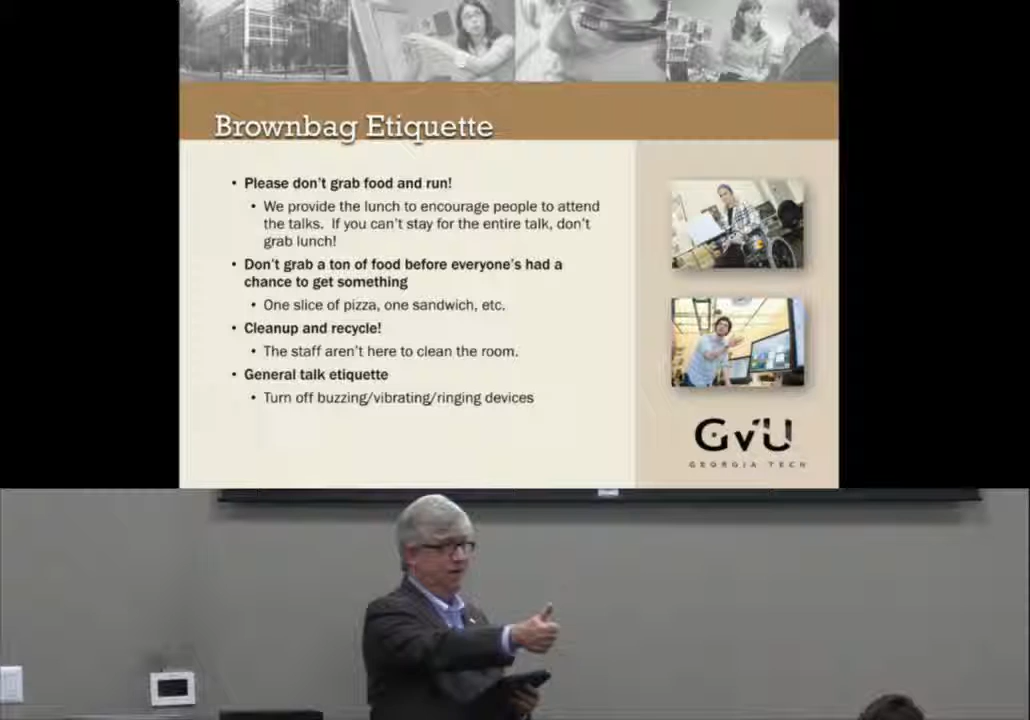 Brownbag Etiquette
• Please don't grab food and run!
• We provide the lunch to encourage people to attend
the talks. If you can't stay for the entire talk, don't
grab lunch!
• Don't grab a ton of food before everyone's had a
chance to get something
• One slice of pizza, one sandwich, etc.
• Cleanup and recycle!
• The staff aren't here to clean the room.
• General talk etiquette
• Turn off buzzing/vibrating/ringing devices
GVU
GEORGIA TECH